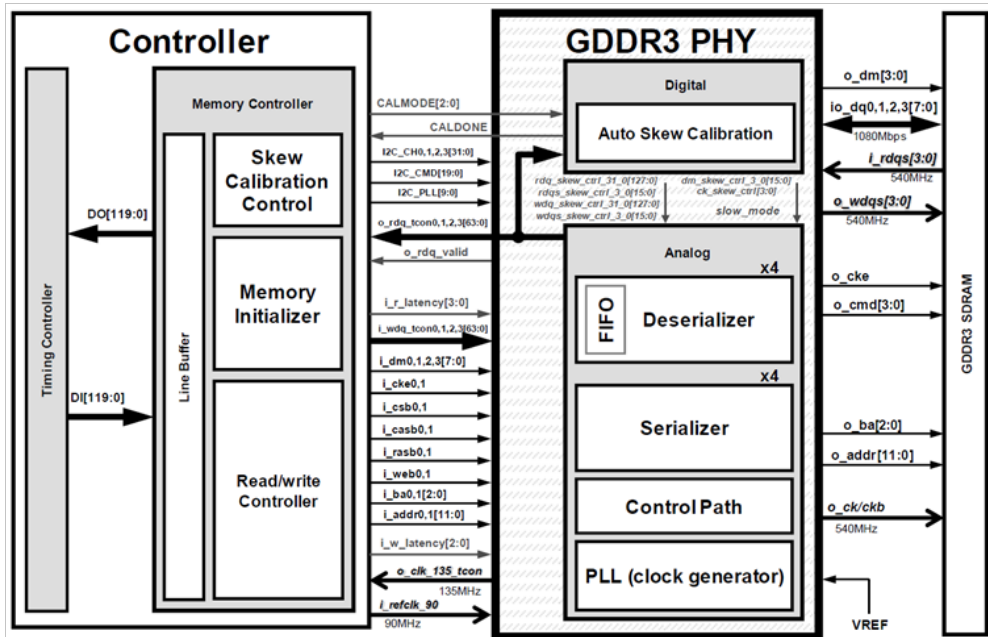 Controller
GDDR3 PHY
Timing Controller
Memory Controller
Line Buffer
Skew
Calibration
Control
Memory
Initializer
Read/write
Controller
DO[119:0]
DI[119:0]
CALMODE[2:0]
CALDONE
I2C_CH0,1,2,3[31:0]
I2C_CMD[19:0]
I2C_PLL[9:0]
o_rdq_tcon0,1,2,3[63:0]
o_rdq_valid
i_r_latency[3:0]
i_wdq_tcon0,1,2,3[63:0]
i_dm0,1,2,3[7:0]
i_cke0,1
i_csb0,1
i_casb0,1
i_rasb0,1
i_web0,1
i_ba0,1[2:0]
i_addr0,1[11:0]
i_w_latency[2:0]
o_clk_135_tcon
135MHz
i_refclk_90
90MHz
Digital
Auto Skew Calibration
rdq_skew_ctrl_31_0[127:0]
rdqs_skew_ctrl_3_0[15:0]
wdq_skew_ctrl_31_0[127:0]
wdqs_skew_ctrl_3_0[15:0]
dm_skew_ctrl_3_0[15:0]
ck_skew_ctrl[3:0]
slow_mode
Analog
x4
FIFO
Deserializer
x4
Serializer
Control Path
PLL (clock generator)
o_dm[3:0]
io_dq0,1,2,3[7:0]
1080Mbps
i_rdqs[3:0]
540MHz
o_wdqs[3:0]
540MHz
o_cke
o_cmd[3:0]
o_ba[2:0]
o_addr[11:0]
o_ck/ckb
540MHz
VREF
GDDR3 SDRAM